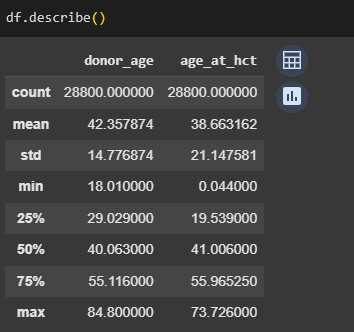 df.describe()
donor_age age_at_hct
count 28800.000000 28800.000000
mean 42.357874 38.663162
std 14.776874 21.147581
min 18.010000 0.044000
25% 29.029000 19.539000
50% 40.063000 41.006000
75% 55.116000 55.965250
max 84.800000 73.726000